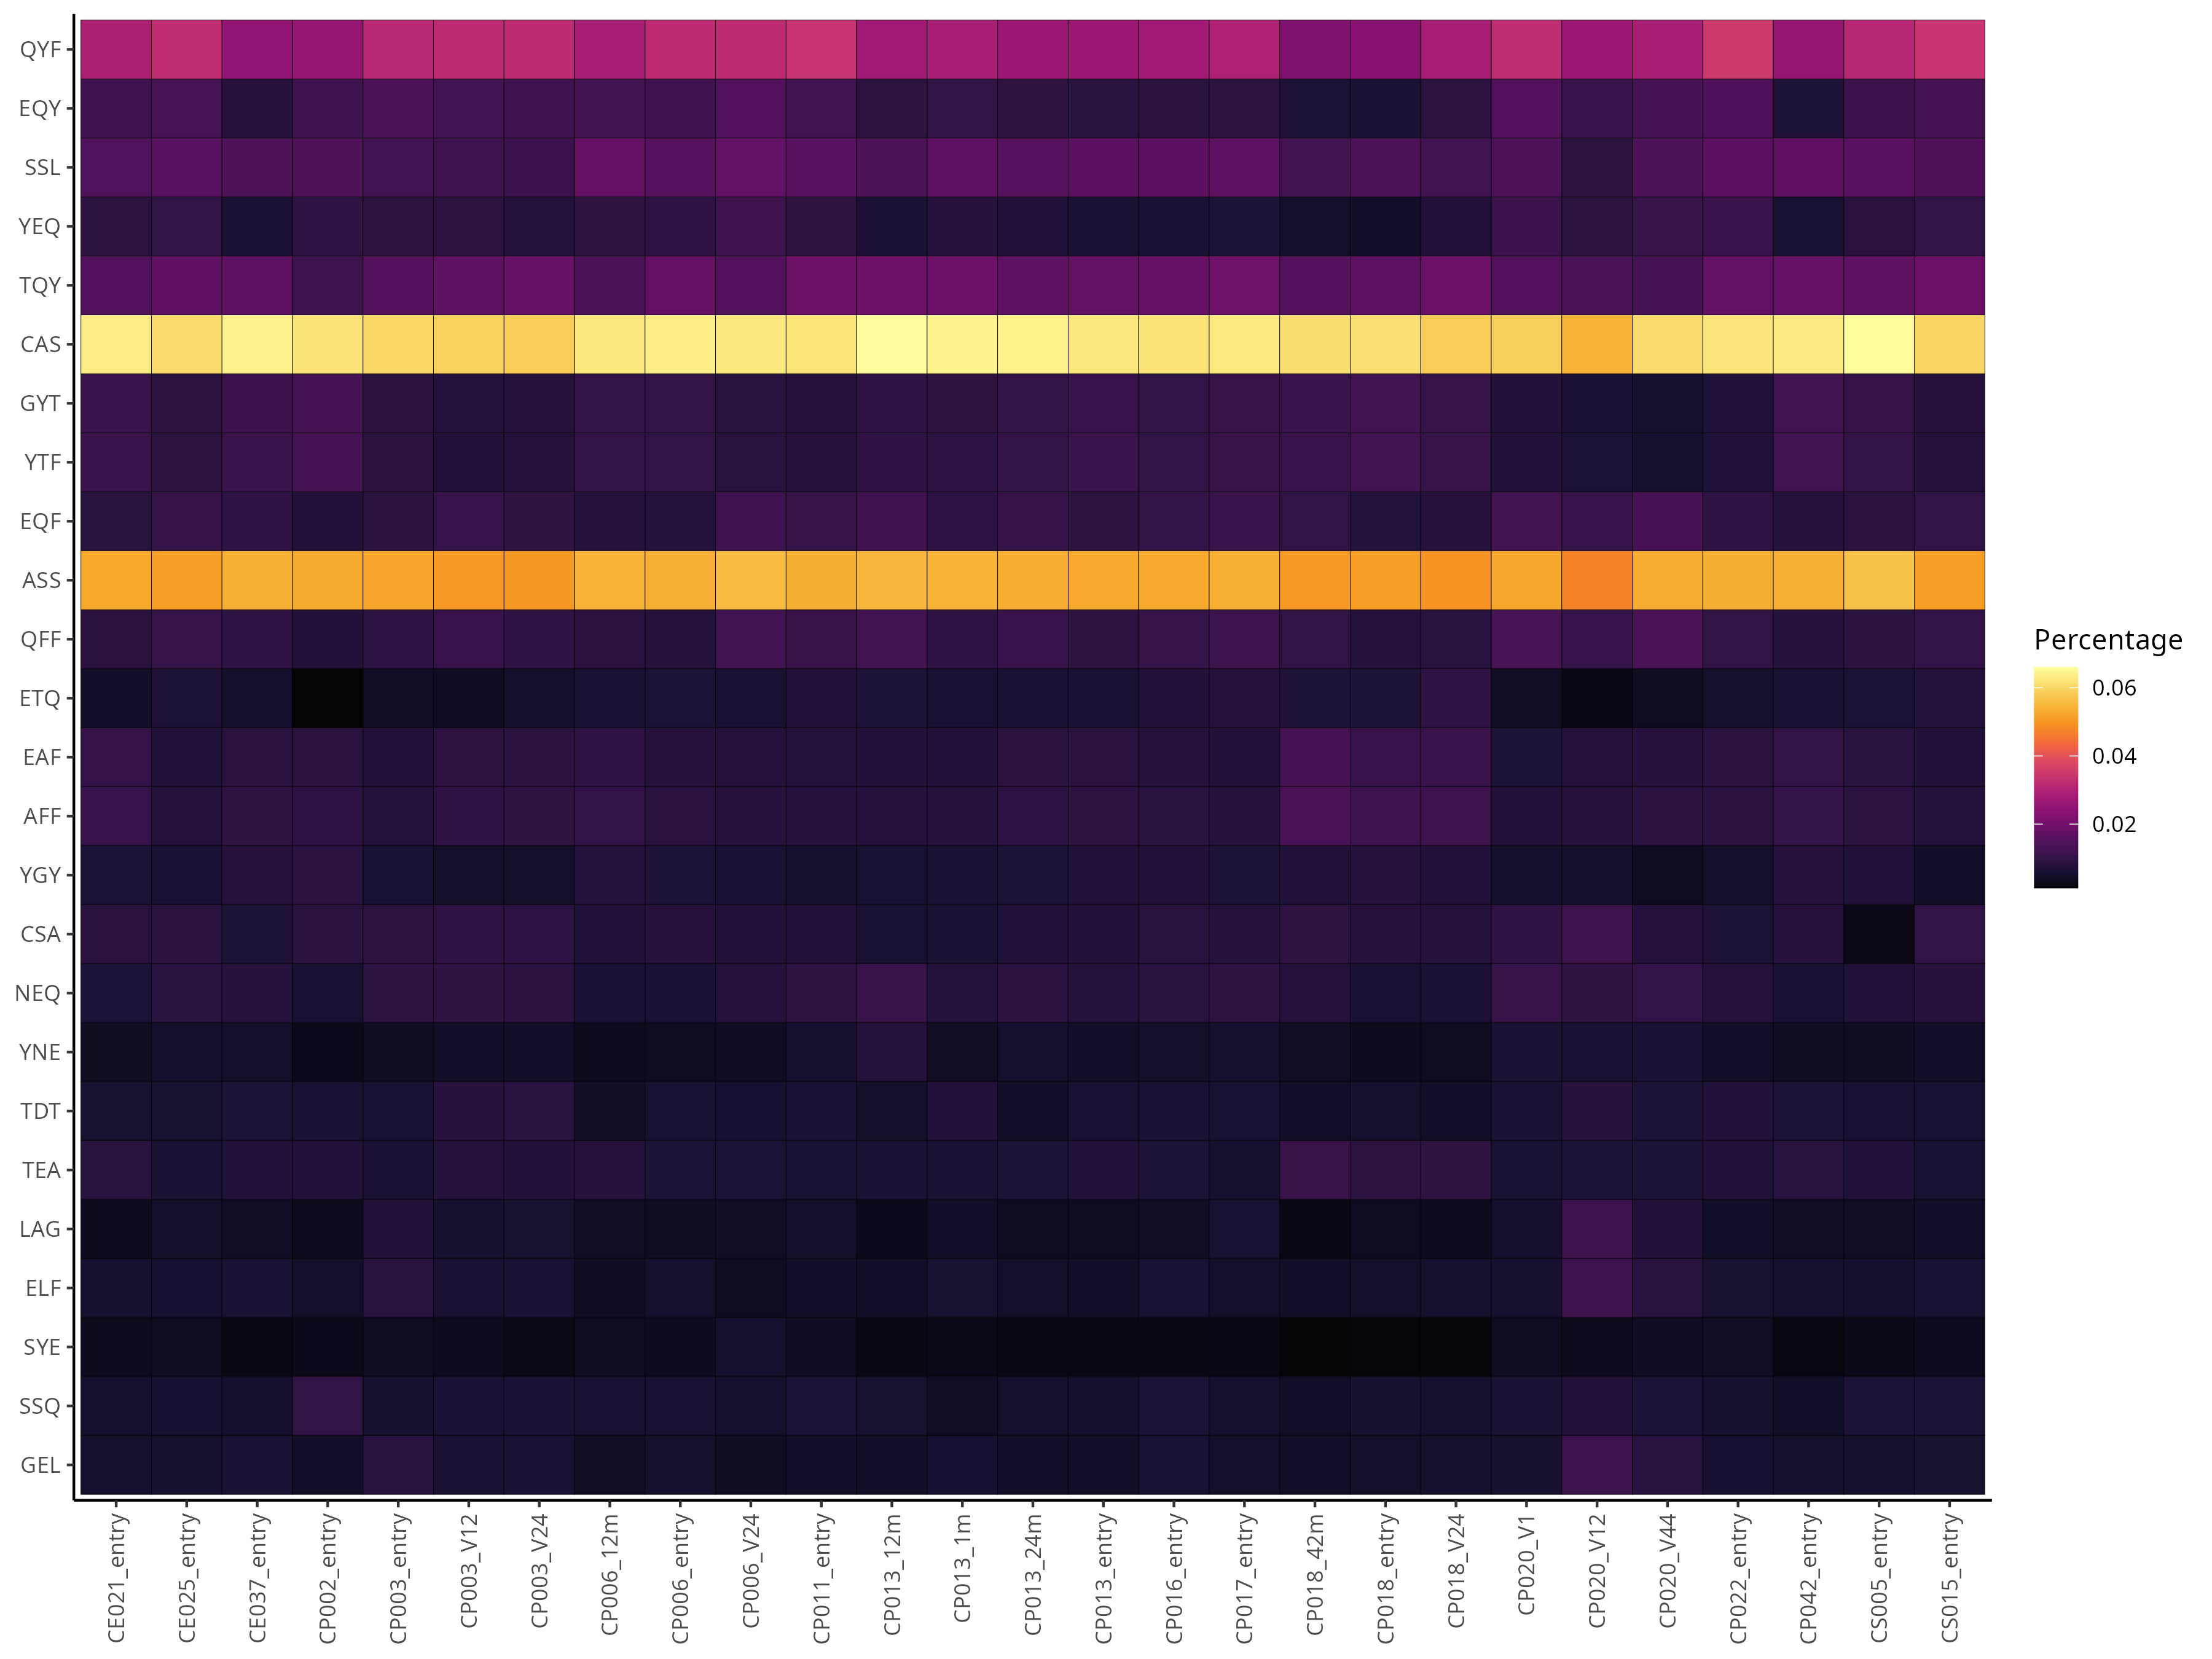 QYF
EQY
SSL
YEQ
TQY
CAS
GYT
YTF
EQF
ASS
QFF
ETQ
EAF
AFF
YGY
CSA
NEQ
YNE
TDT
TEA
LAG
ELF
SYE
SSQ
GEL
CE021_entry
CE025_entry
CE037_entry
CP002_entry
CP003_entry
CP003_V12
CP003_V24
CP006_12m
CP006_entry
CP006_V24
CP011_entry
CP013_12m
CP013_1m
CP013_24m
CP013_entry
CP016_entry
CP017_entry
CP018_42m
CP018_entry
CP018_V24
CP020_V1
CP020_V12
CP020_V44
CP022_entry
CP042_entry
CS005_entry
CS015_entry
Percentage
0.06
0.04
0.02